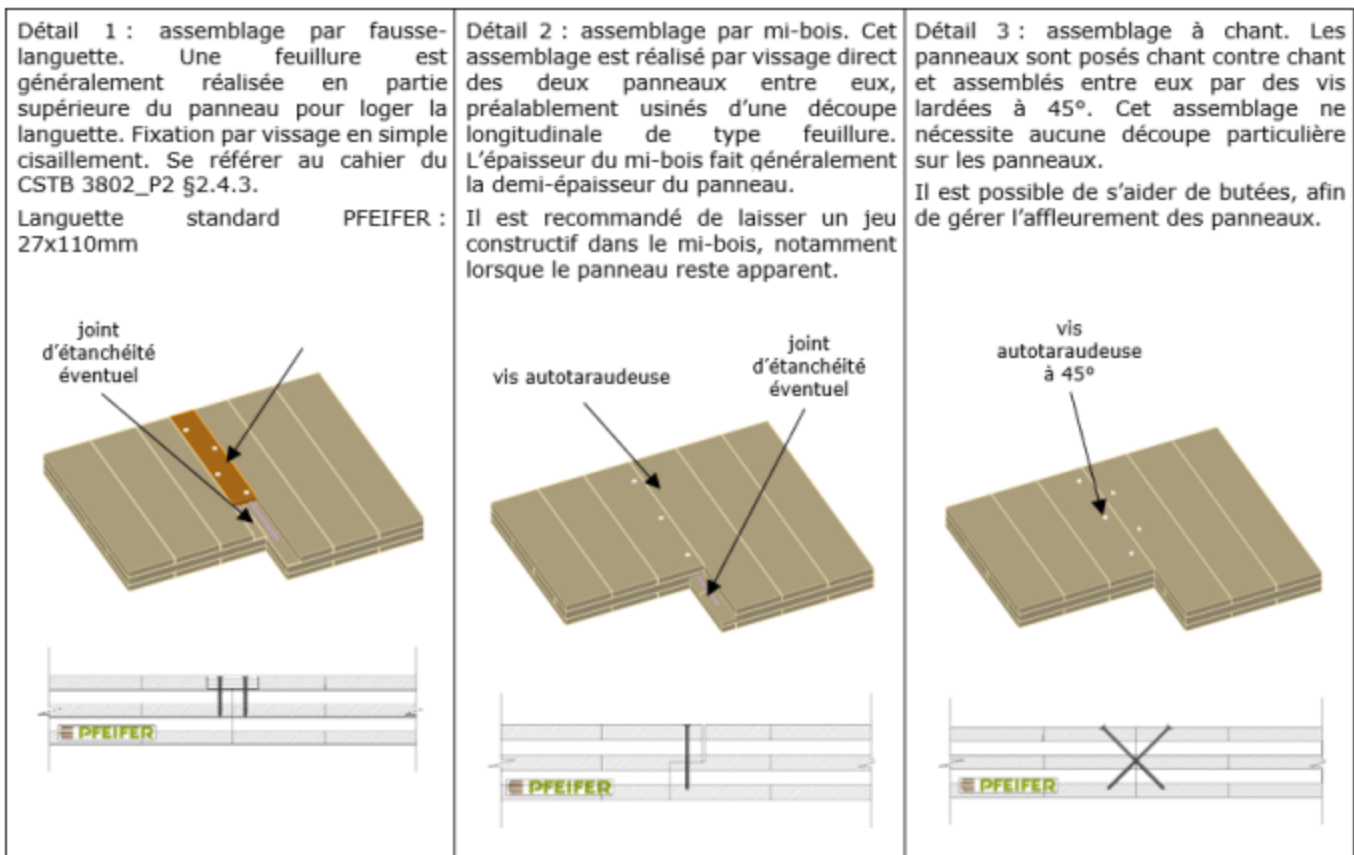 Détail 1 : assemblage par fausse-
languette. Une feuillure est
généralement réalisée en partie
supérieure du panneau pour loger la
languette. Fixation par vissage en simple
cisaillement. Se référer au cahier du
CSTB 3802_P2 §2.4.3.
Languette standard PFEIFER :
27x110mm
joint
d'étanchéité
éventuel
PFEIFER
Détail 2 : assemblage par mi-bois. Cet
assemblage est réalisé par vissage direct
des deux panneaux entre eux,
préalablement usinés d'une découpe
longitudinale de type feuillure.
L'épaisseur du mi-bois fait généralement
la demi-épaisseur du panneau.
Il est recommandé de laisser un jeu
constructif dans le mi-bois, notamment
lorsque le panneau reste apparent.
vis autotaraudeuse
joint
d'étanchéité
éventuel
PFEIFER
Détail 3 : assemblage à chant. Les
panneaux sont posés chant contre chant
et assemblés entre eux par des vis
lardées à 45°. Cet assemblage ne
nécessite aucune découpe particulière
sur les panneaux.
Il est possible de s'aider de butées, afin
de gérer l'affleurement des panneaux.
vis
autotaraudeuse
à 45°
PFEIFER